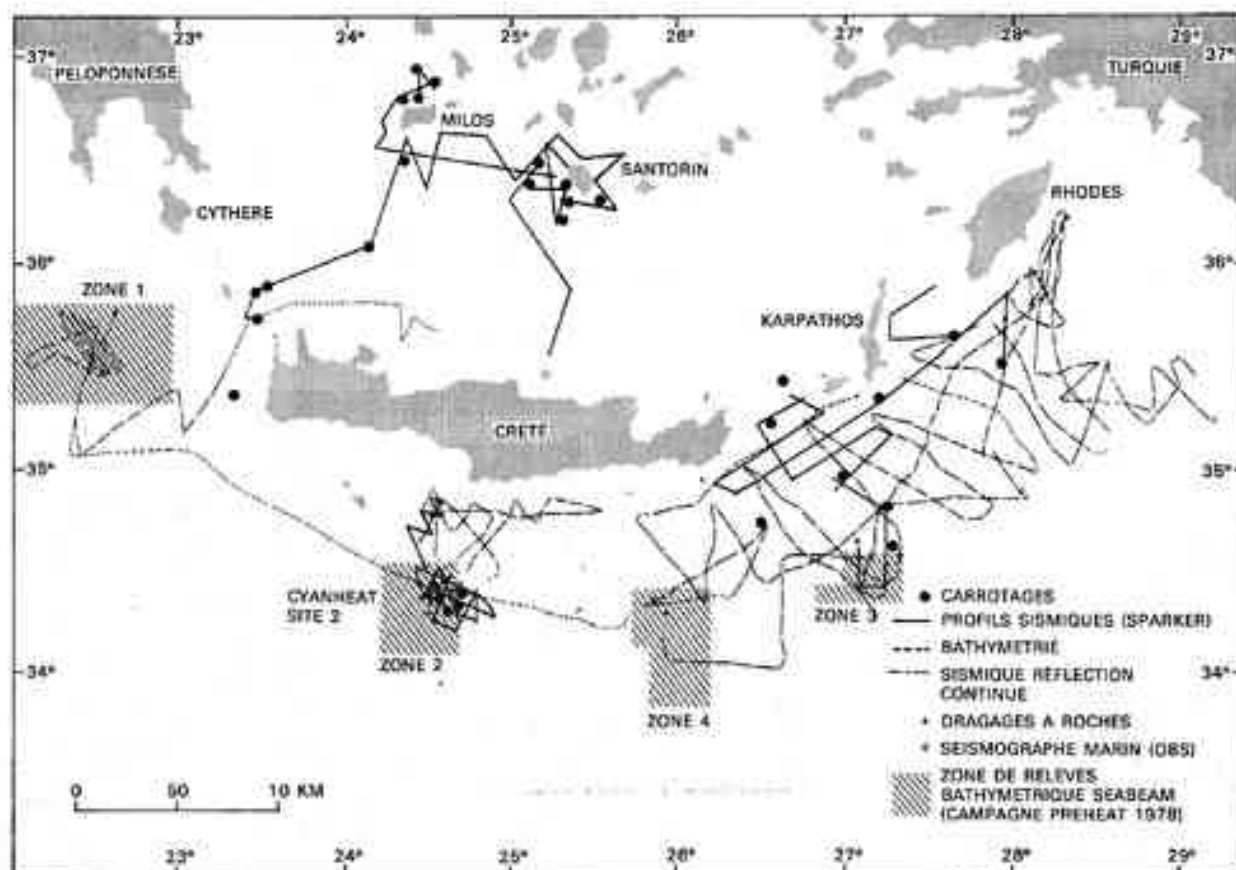 23° 24° 25° 26° 27° 28° 29°
37° 37°
PELOPONNESE
TURQUIE
MILOS
SANTORIN
RHODES
CYTHERE
36° 36°
ZONE 1
KARPATHOS
CRETE
35° 35°
CYANHEAT
SITE 2
ZONE 2
ZONE 3
ZONE 4
34° 34°
CARROTAGES
PROFILS SISMIQUES (SPARKER)
BATHYMETRIE
SISMIQUE REFLECTION
CONTINUE
DRAGAGES A ROCHES
SEISMOGRAPHE MARIN (OBS)
ZONE DE RELEVES
BATHYMETRIQUE SEABEAM
(CAMPAGNE PREHEAT 1978)
0 50 10 KM
23° 24° 25° 26° 27° 28° 29°